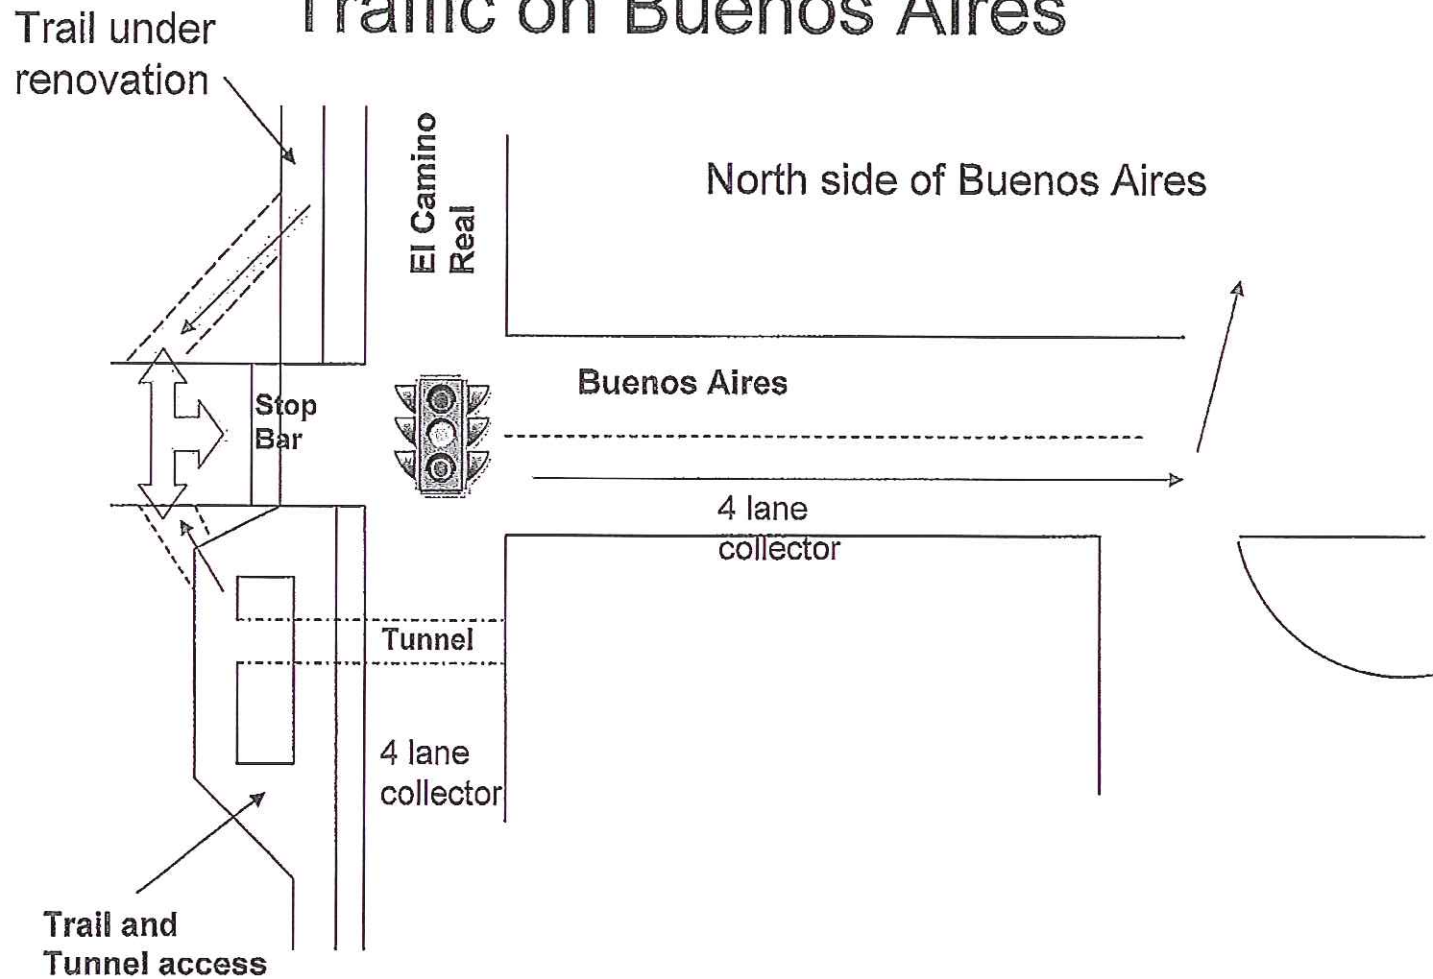 Traffic on Buenos Aires
Trail under
renovation
El Camino
Real
North side of Buenos Aires
Buenos Aires
Stop
Bar
4 lane
collector
Tunnel
4 lane
collector
Trail and
Tunnel access